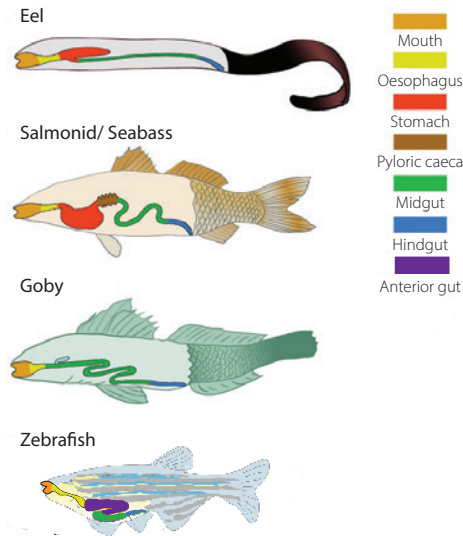 Eel
Mouth
Oesophagus
Stomach
Salmonid/ Seabass
Pyloric caeca
Midgut
Hindgut
Anterior gut
Goby
Zebrafish